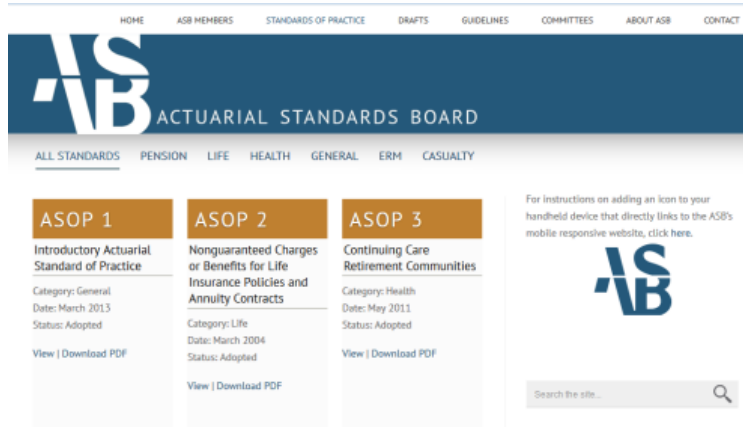 HOME ASB MEMBERS STANDARDS OF PRACTICE DRAFTS GUIDELINES COMMITTEES ABOUT ASB CONTACT
ASB
ACTUARIAL STANDARDS BOARD
ALL STANDARDS PENSION LIFE HEALTH GENERAL ERM CASUALTY
ASOP 1
Introductory Actuarial
Standard of Practice
Category: General
Date: March 2013
Status: Adopted
View | Download PDF
ASOP 2
Nonguaranteed Charges
or Benefits for Life
Insurance Policies and
Annuity Contracts
Category: Life
Date: March 2004
Status: Adopted
View | Download PDF
ASOP 3
Continuing Care
Retirement Communities
Category: Health
Date: May 2011
Status: Adopted
View | Download PDF
For instructions on adding an icon to your
handheld device that directly links to the ASB's
mobile responsive website, click here.
ASB
Search the site...